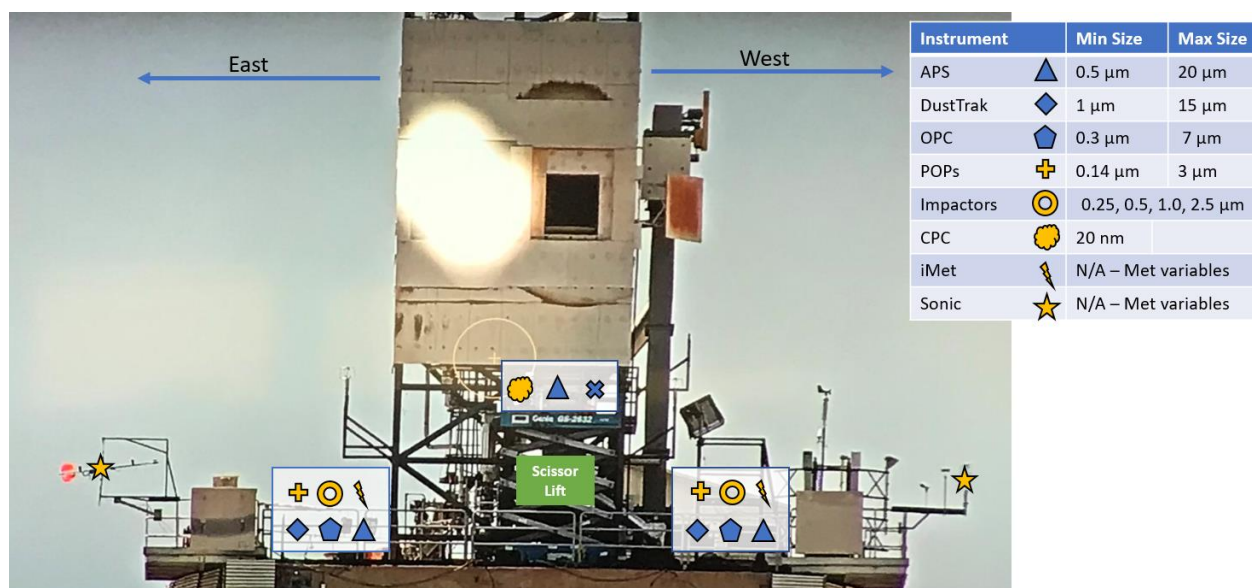 East
West
Instrument Min Size Max Size
APS 0.5 µm 20 µm
DustTrak 1 µm 15 µm
OPC 0.3 µm 7 µm
POPs 0.14 µm 3 µm
Impactors 0.25, 0.5, 1.0, 2.5 µm
CPC 20 nm
iMet N/A – Met variables
Sonic N/A – Met variables
Genie GS-2632
Scissor
Lift